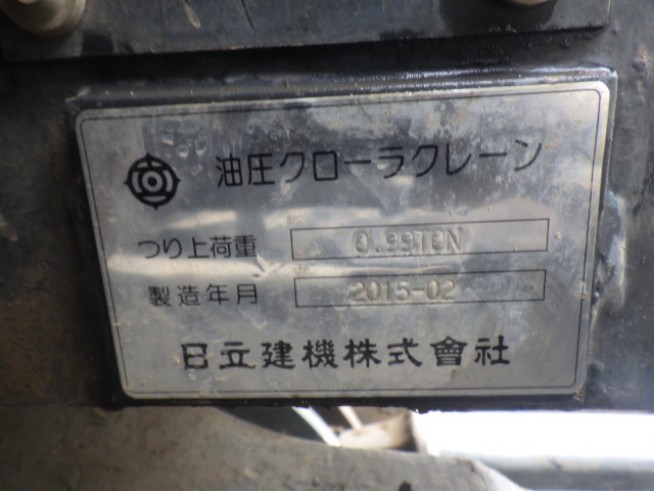 油圧クローラクレーン
つり上荷重 0.99TON
製造年月 2015-02
日立建機株式會社